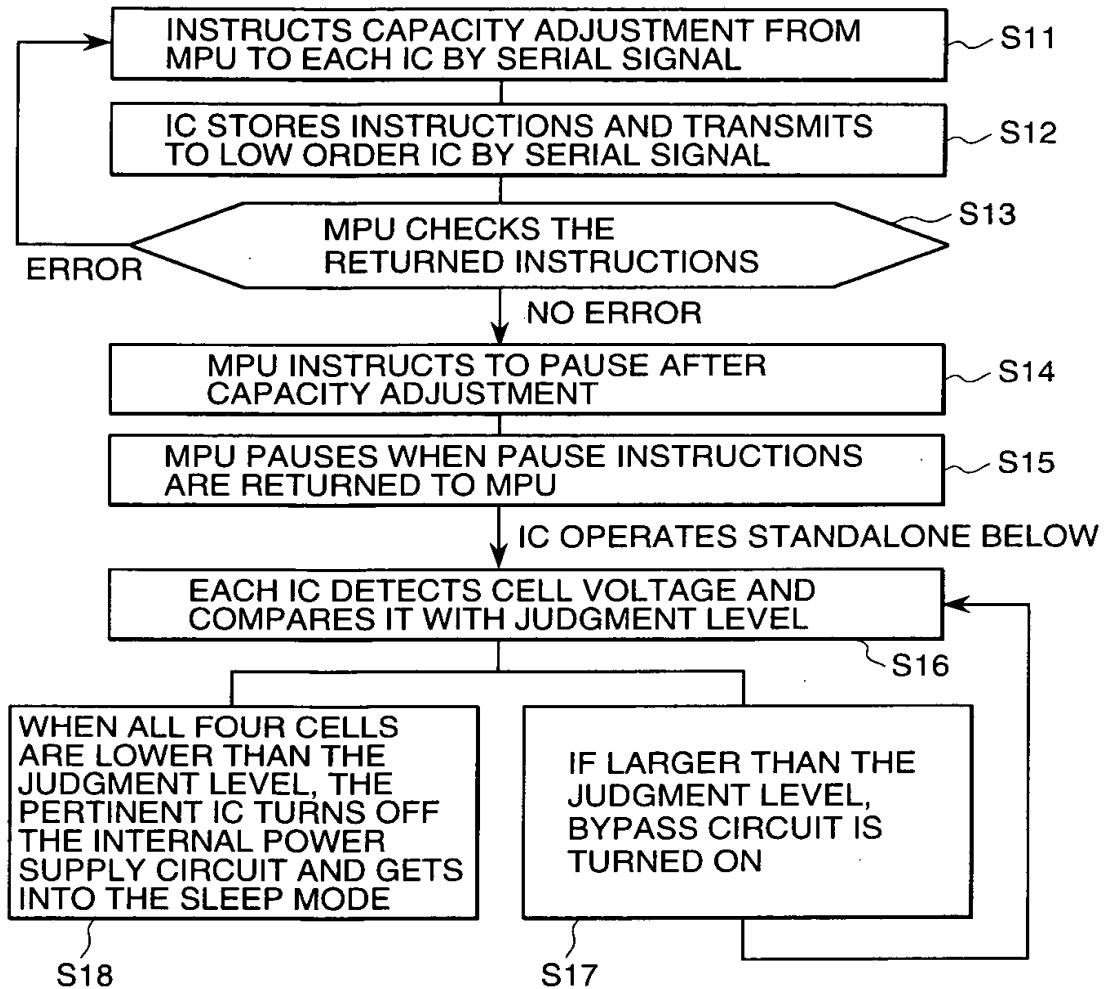 INSTRUCTS CAPACITY ADJUSTMENT FROM
MPU TO EACH IC BY SERIAL SIGNAL
S11
IC STORES INSTRUCTIONS AND TRANSMITS
TO LOW ORDER IC BY SERIAL SIGNAL
S12
MPU CHECKS THE
RETURNED INSTRUCTIONS
S13
ERROR
NO ERROR
MPU INSTRUCTS TO PAUSE AFTER
CAPACITY ADJUSTMENT
S14
MPU PAUSES WHEN PAUSE INSTRUCTIONS
ARE RETURNED TO MPU
S15
IC OPERATES STANDALONE BELOW
EACH IC DETECTS CELL VOLTAGE AND
COMPARES IT WITH JUDGMENT LEVEL
S16
WHEN ALL FOUR CELLS
ARE LOWER THAN THE
JUDGMENT LEVEL, THE
PERTINENT IC TURNS OFF
THE INTERNAL POWER
SUPPLY CIRCUIT AND GETS
INTO THE SLEEP MODE
S18
IF LARGER THAN THE
JUDGMENT LEVEL,
BYPASS CIRCUIT IS
TURNED ON
S17